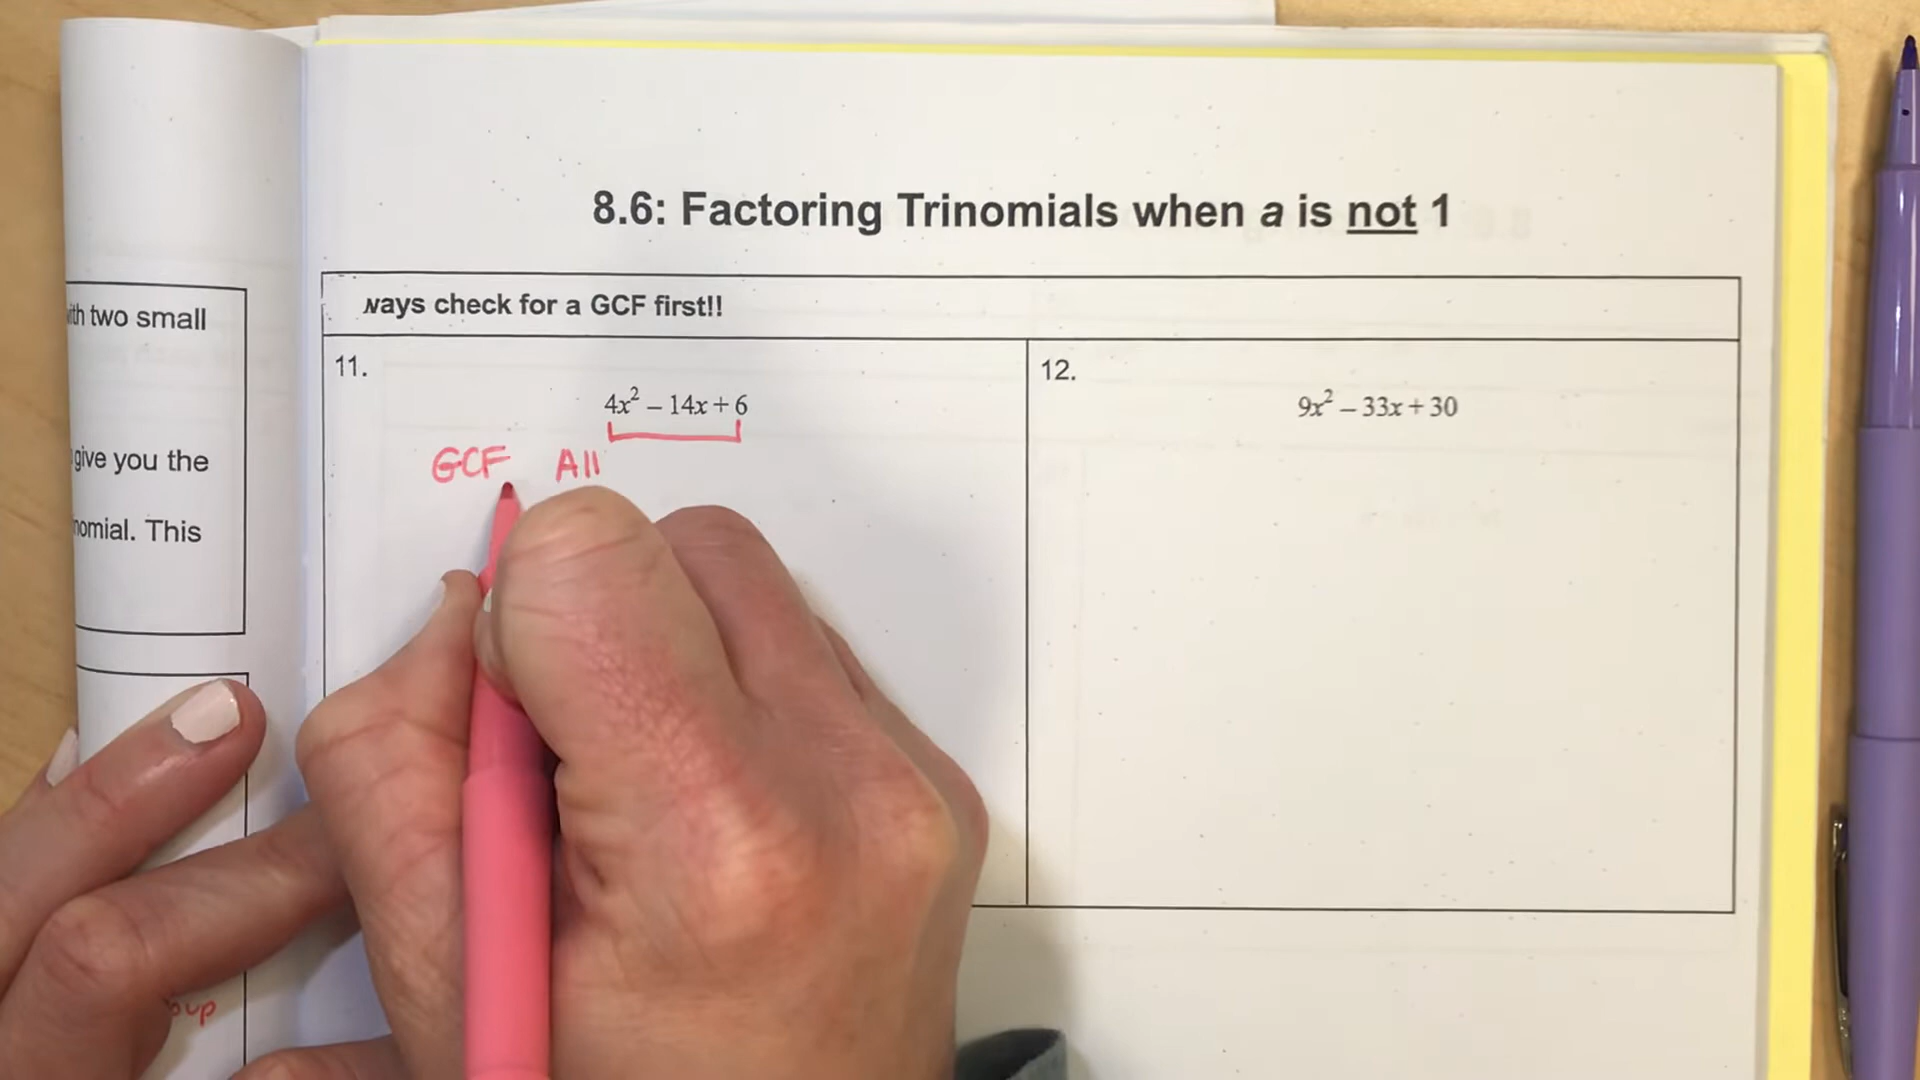 8.6: Factoring Trinomials when a is not 1
ways check for a GCF first!!
11.
4x² – 14x + 6
GCF All
12.
9x² – 33x + 30
with two small
give you the
nomial. This
oup